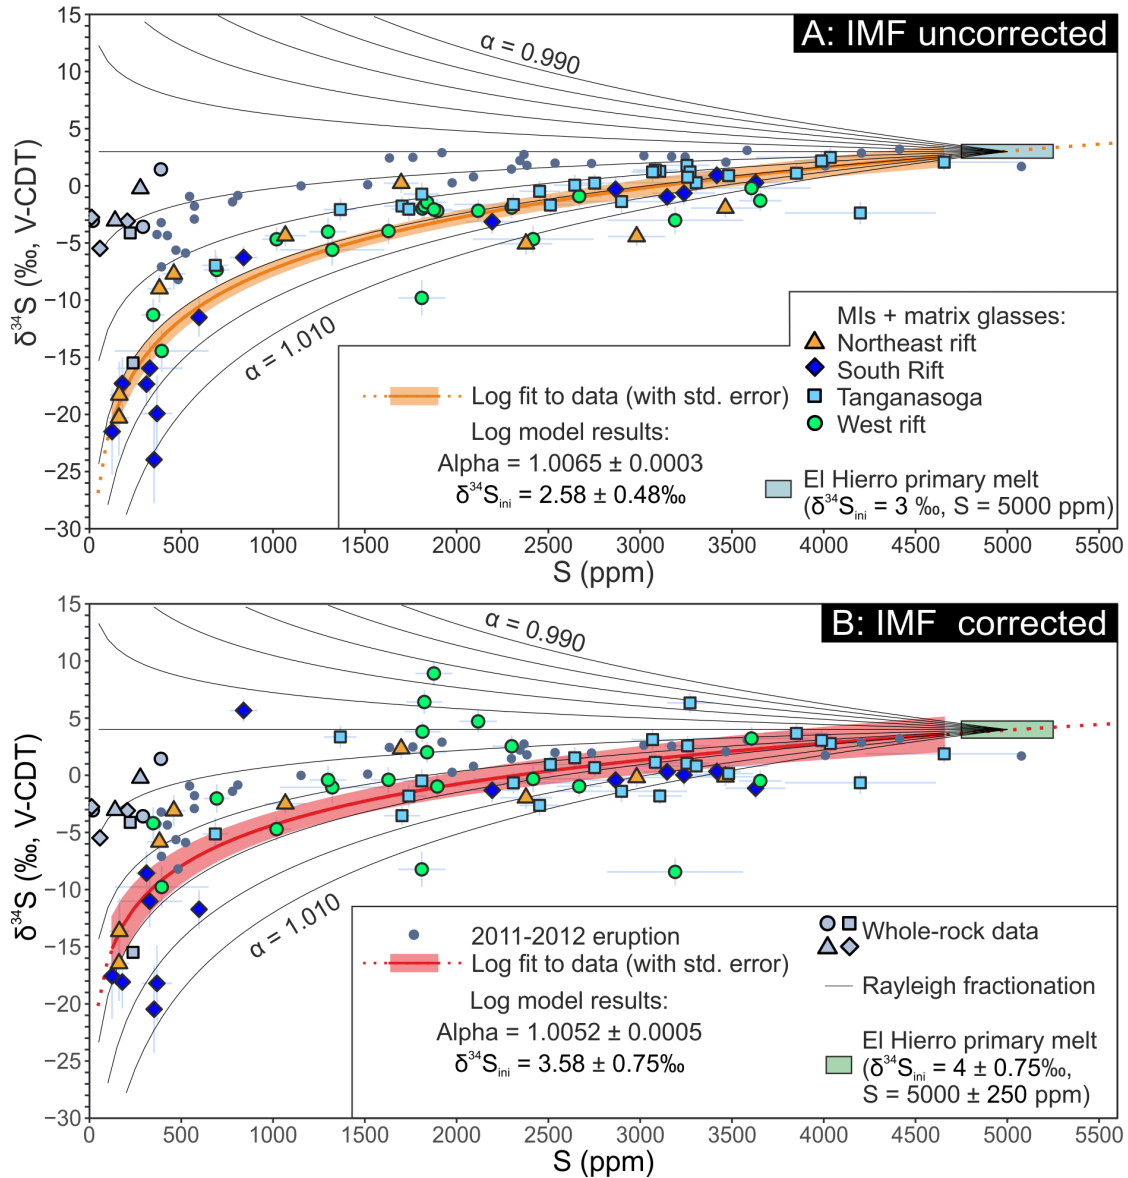 A: IMF uncorrected
15
10
5
0
−5
−10
−15
−20
−25
−30
δ³⁴S (‰, V-CDT)
α = 0.990
α = 1.010
MIs + matrix glasses:
Northeast rift
South Rift
Tanganasoga
West rift
El Hierro primary melt
(δ³⁴Sᵢₙᵢ = 3 ‰, S = 5000 ppm)
Log fit to data (with std. error)
Log model results:
Alpha = 1.0065 ± 0.0003
δ³⁴Sᵢₙᵢ = 2.58 ± 0.48‰
0 500 1000 1500 2000 2500 3000 3500 4000 4500 5000 5500
S (ppm)
B: IMF corrected
15
10
5
0
−5
−10
−15
−20
−25
−30
δ³⁴S (‰, V-CDT)
α = 0.990
α = 1.010
2011-2012 eruption
Log fit to data (with std. error)
Log model results:
Alpha = 1.0052 ± 0.0005
δ³⁴Sᵢₙᵢ = 3.58 ± 0.75‰
Whole-rock data
Rayleigh fractionation
El Hierro primary melt
(δ³⁴Sᵢₙᵢ = 4 ± 0.75‰,
S = 5000 ± 250 ppm)
0 500 1000 1500 2000 2500 3000 3500 4000 4500 5000 5500
S (ppm)